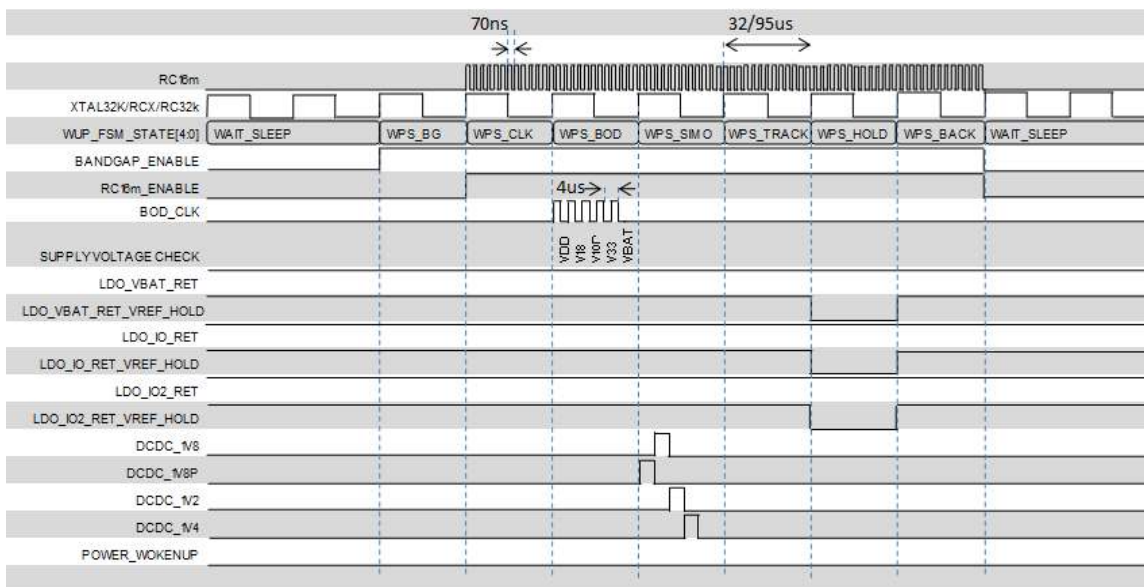 70ns
32/95us
RC16m
XTAL32K/RCX/RC32k
WUP_FSM_STATE[4:0] WAIT_SLEEP WPS_BG WPS_CLK WPS_BOD WPS_SIMO WPS_TRACK WPS_HOLD WPS_BACK WAIT_SLEEP
BANDGAP_ENABLE
RC16m_ENABLE
4us
BOD_CLK
SUPPLY VOLTAGE CHECK
VDD
V18
V33
VBAT
LDO_VBAT_RET
LDO_VBAT_RET_VREF_HOLD
LDO_IO_RET
LDO_IO_RET_VREF_HOLD
LDO_IO2_RET
LDO_IO2_RET_VREF_HOLD
DCDC_1V8
DCDC_1V8P
DCDC_1V2
DCDC_1V4
POWER_WOKENUP